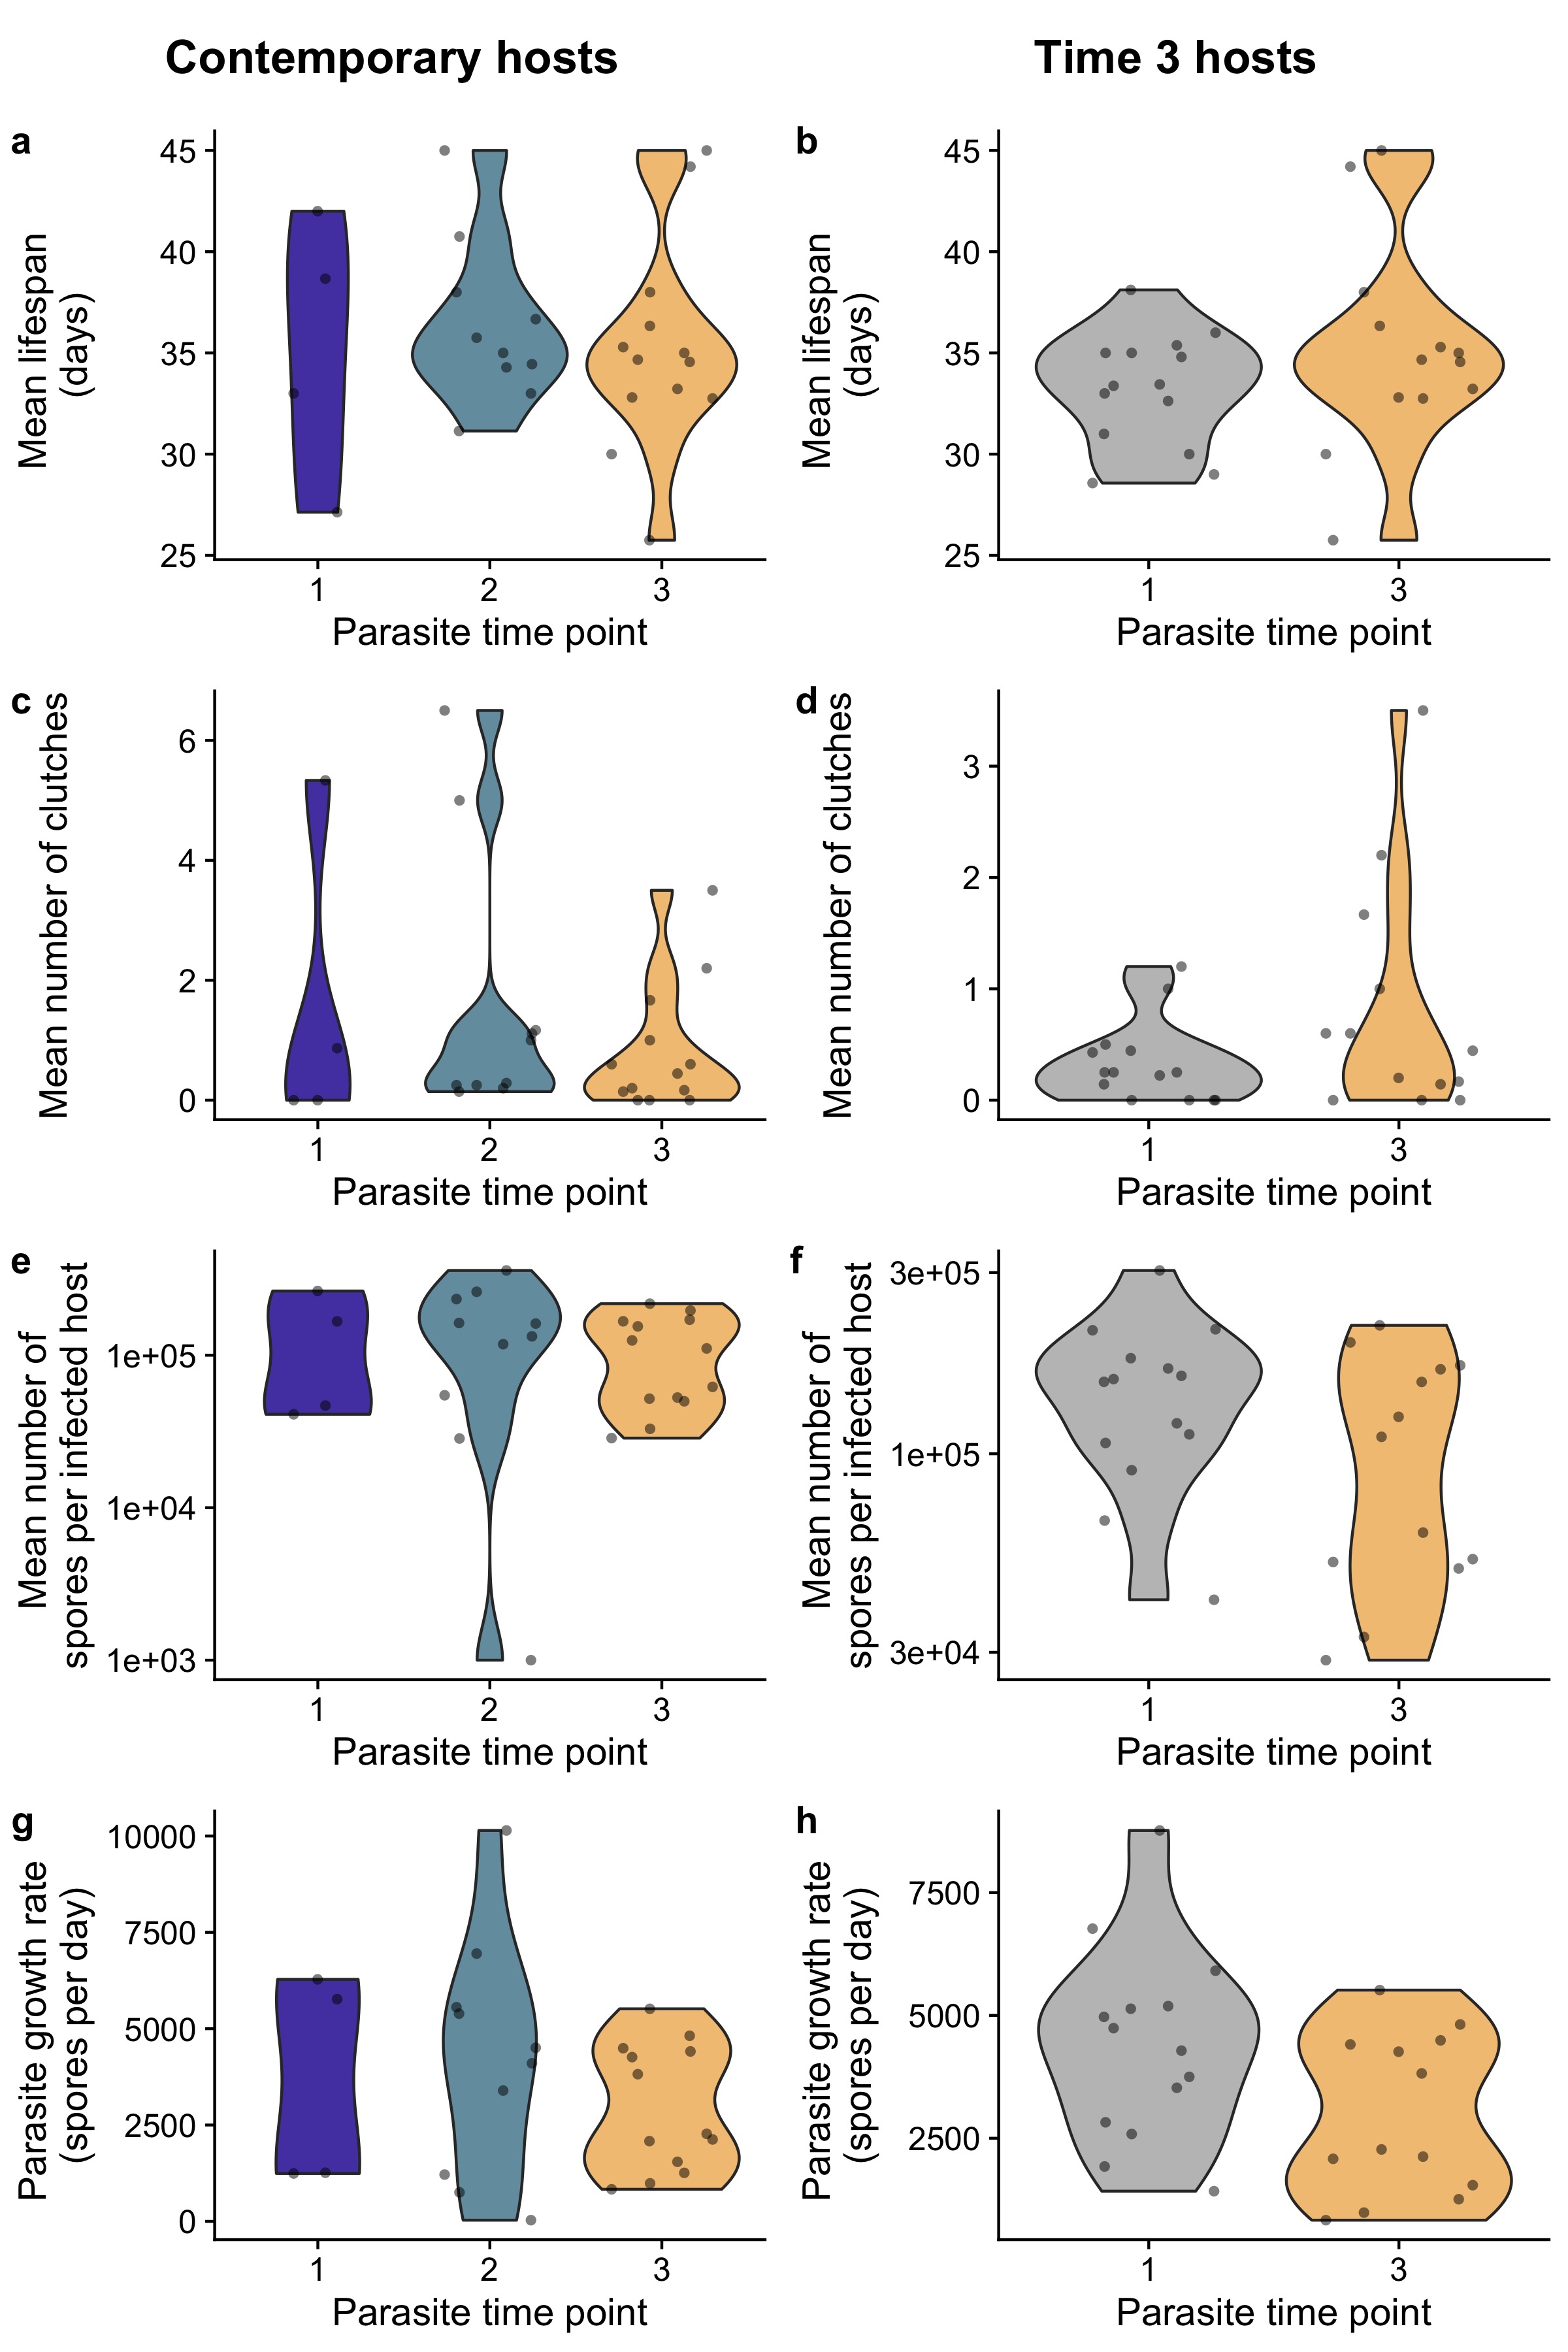 Contemporary hosts
Time 3 hosts
a
Mean lifespan
(days)
45
40
35
30
25
1 2 3
Parasite time point
b
Mean lifespan
(days)
45
40
35
30
25
1 3
Parasite time point
c
Mean number of clutches
6
4
2
0
1 2 3
Parasite time point
d
Mean number of clutches
3
2
1
0
1 3
Parasite time point
e
Mean number of
spores per infected host
1e+05
1e+04
1e+03
1 2 3
Parasite time point
f
Mean number of
spores per infected host
3e+05
1e+05
3e+04
1 3
Parasite time point
g
Parasite growth rate
(spores per day)
10000
7500
5000
2500
0
1 2 3
Parasite time point
h
Parasite growth rate
(spores per day)
7500
5000
2500
1 3
Parasite time point